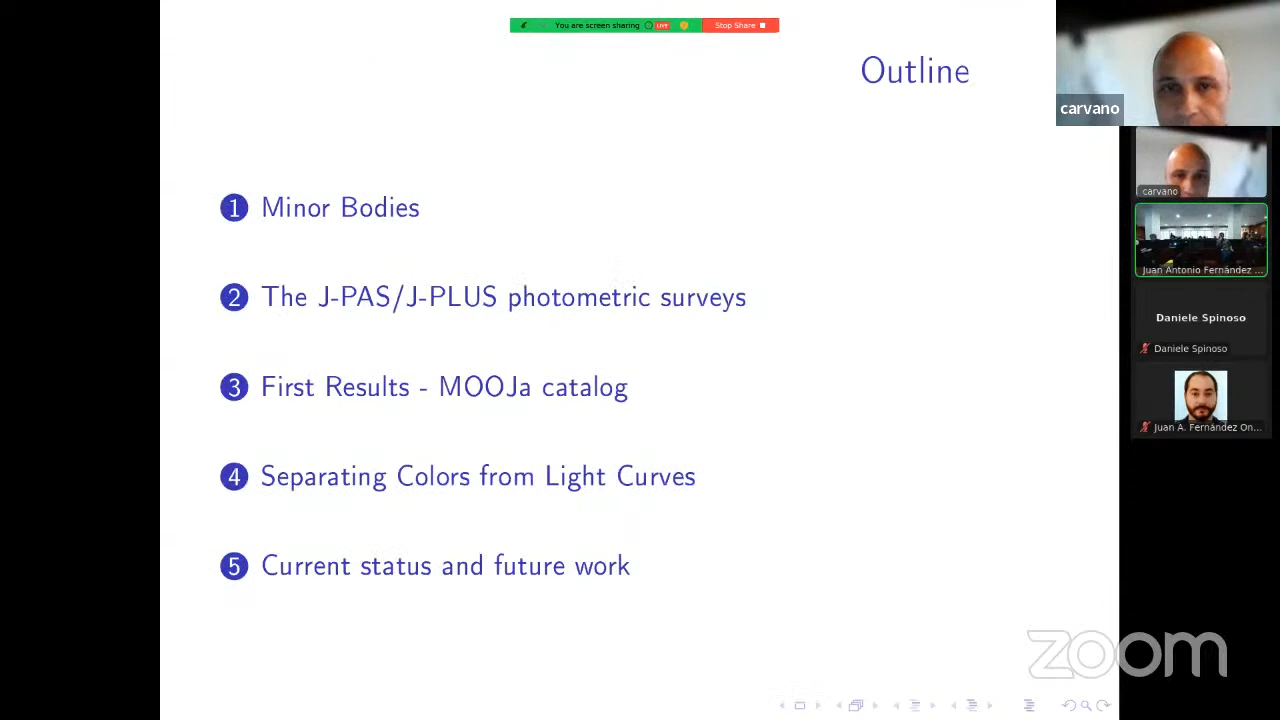 You are screen sharing
LIVE
Stop Share
Outline
carvano
carvano
Juan Antonio Fernández ...
Daniele Spinoso
Daniele Spinoso
Juan A. Fernández On...
1 Minor Bodies
2 The J-PAS/J-PLUS photometric surveys
3 First Results - MOOJa catalog
4 Separating Colors from Light Curves
5 Current status and future work
zoom